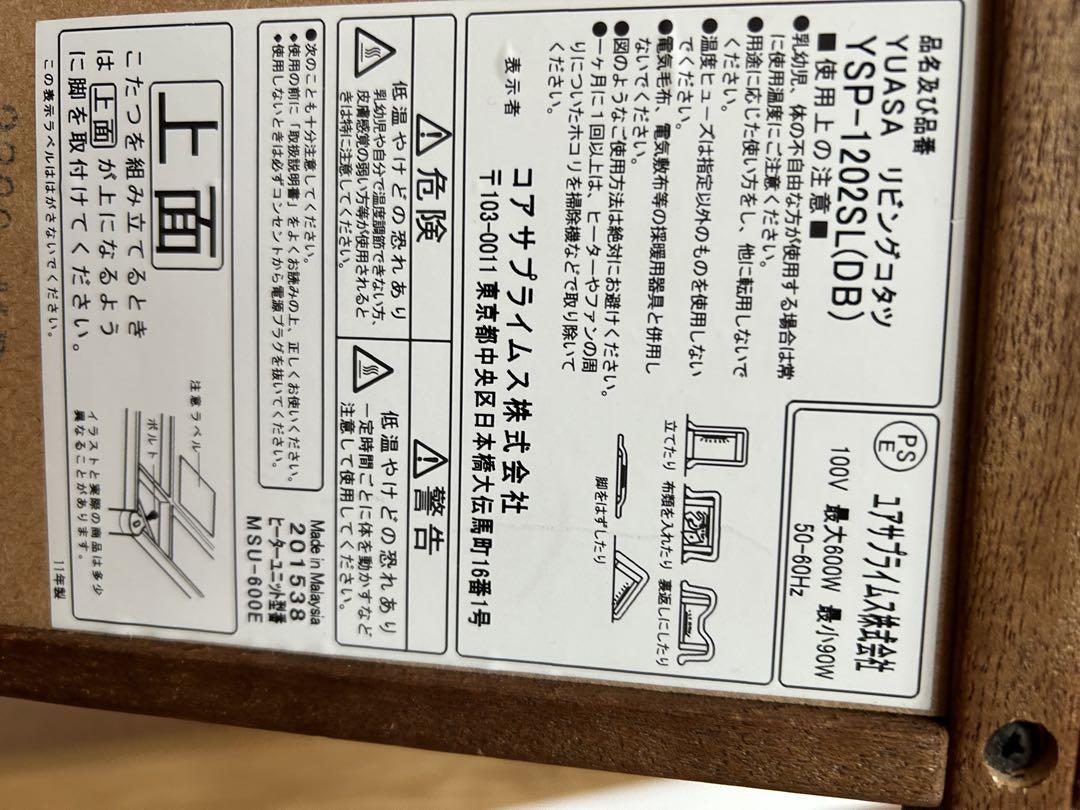 品名及び品番
YUASA リビングコタツ
YSP-1202SL(DB)
■使用上の注意■
●乳幼児、体の不自由な方が使用する場合は常
に使用温度にご注意ください。
●用途に応じた使い方をし、他に転用しないで
ください。
●温度ヒューズは指定以外のものを使用しない
でください。
●電気毛布、電気敷布等の採暖用器具と併用し
ないでください。
●図のようなご使用方法は絶対にお避けください。
●一ヶ月に1回以上は、ヒーターやファンの周
りについたホコリを掃除機などで取り除いて
ください。
立てたり
布類を入れたり
裏返しにしたり
脚をはずしたり
表示者
ユアサプライムス株式会社
〒103-0011 東京都中央区日本橋大伝馬町16番1号
PS
E
ユアサプライムス株式会社
100V 最大600W 最小90W
50-60Hz
危険
低温やけどの恐れあり
乳幼児や自分で温度調節できない方、
皮膚感覚の弱い方等が使用されると
きは特に注意してください。
警告
低温やけどの恐れあり
一定時間ごとに体を動かすなど
注意して使用してください。
●次のことも十分注意してください。
◆使用の前に「取扱説明書」をよくお読みの上、正しくお使いください。
◆使用しないときは必ずコンセントから電源プラグを抜いてください。
Made in Malaysia
201538
ヒーターユニット型番
MSU-600E
上面
こたつを組み立てるとき
は上面が上になるよう
に脚を取付けてください。
この表示ラベルははがさないでください。
注意ラベル
ボルト
イラストと実際の商品は多少
異なることがあります。
11年製